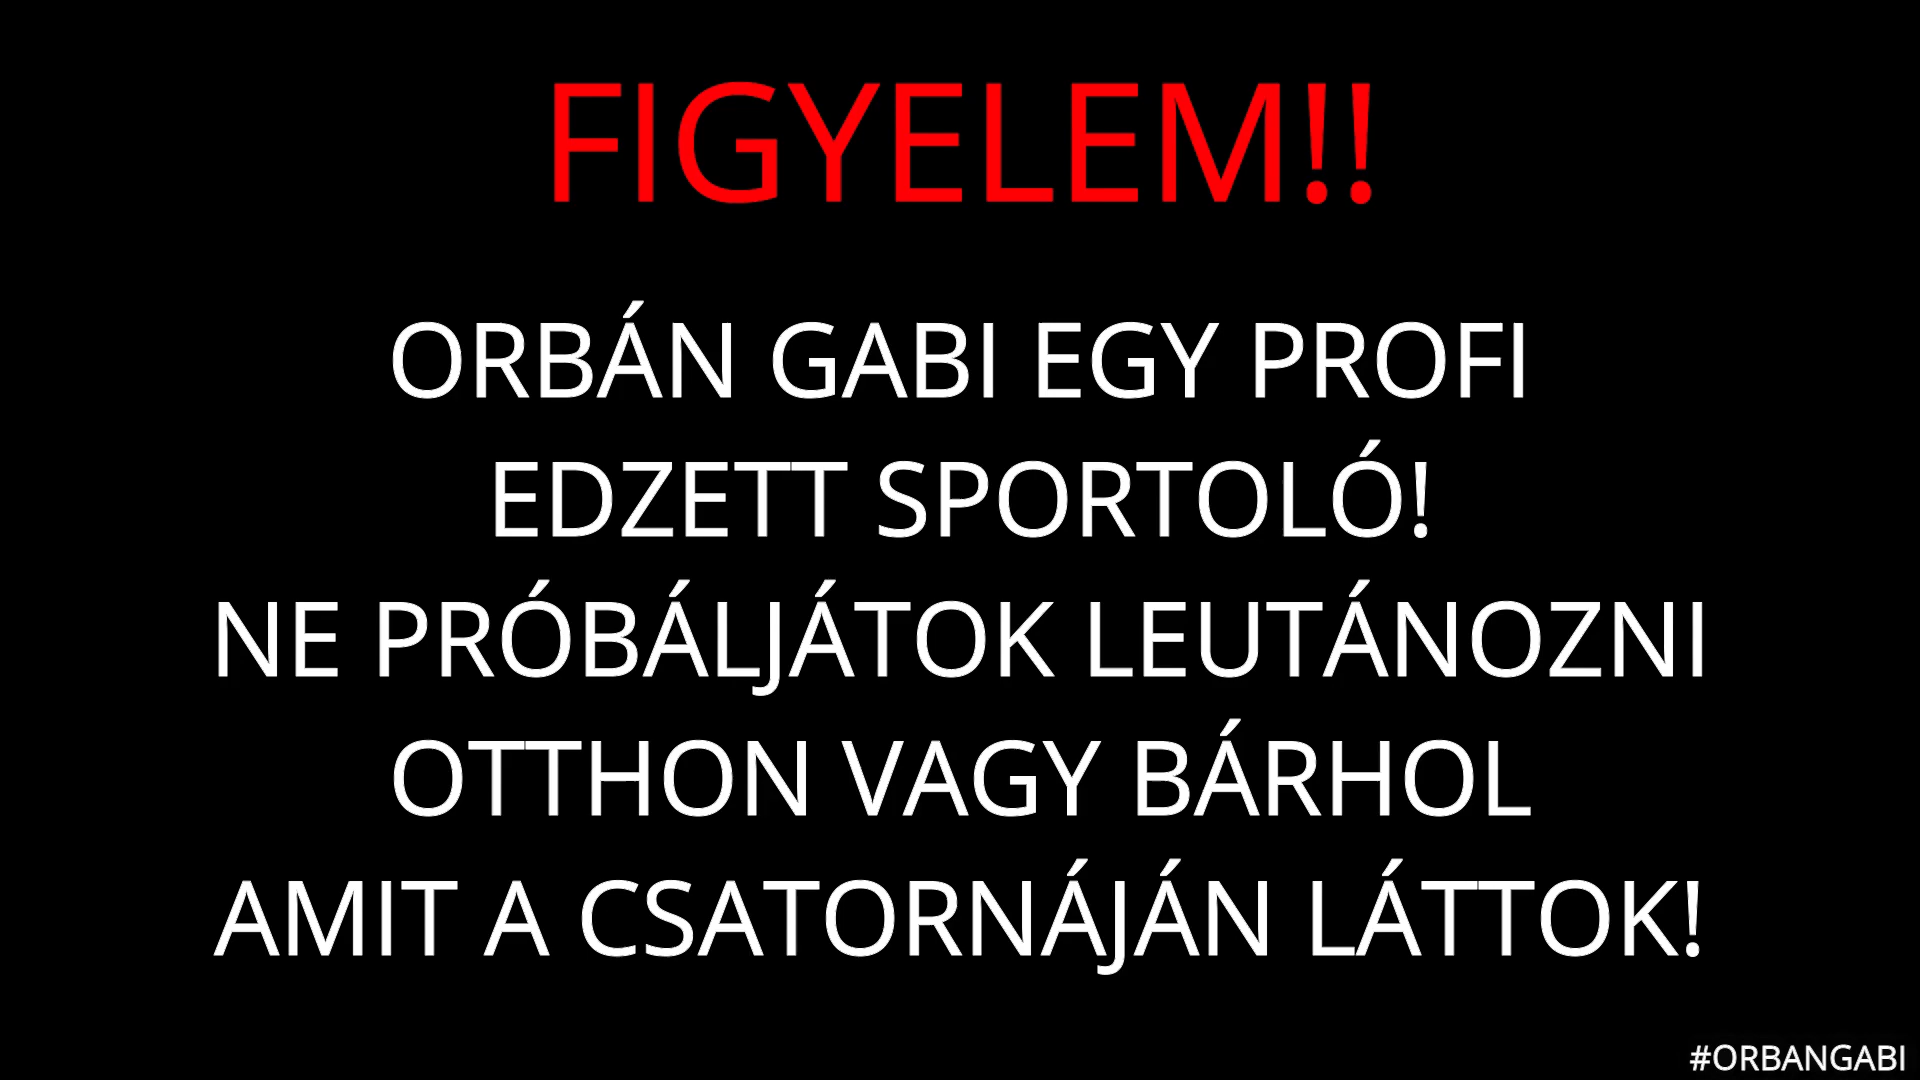 FIGYELEM!!
ORBÁN GABI EGY PROFI
EDZETT SPORTOLÓ!
NE PRÓBÁLJÁTOK LEUTÁNOZNI
OTTHON VAGY BÁRHOL
AMIT A CSATORNÁJÁN LÁTTOK!
#ORBANGABI